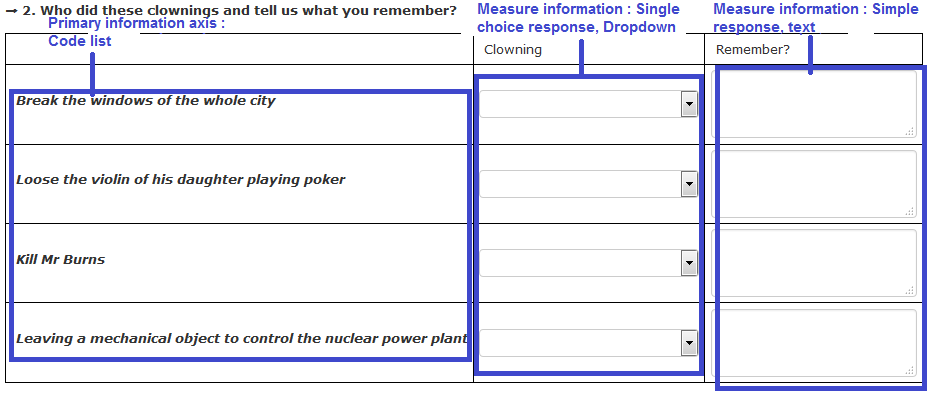 → 2. Who did these clownings and tell us what you remember?
Primary information axis :
Code list
Measure information : Single
choice response, Dropdown
Measure information : Simple
response, text
Clowning
Remember?
Break the windows of the whole city
Loose the violin of his daughter playing poker
Kill Mr Burns
Leaving a mechanical object to control the nuclear power plant